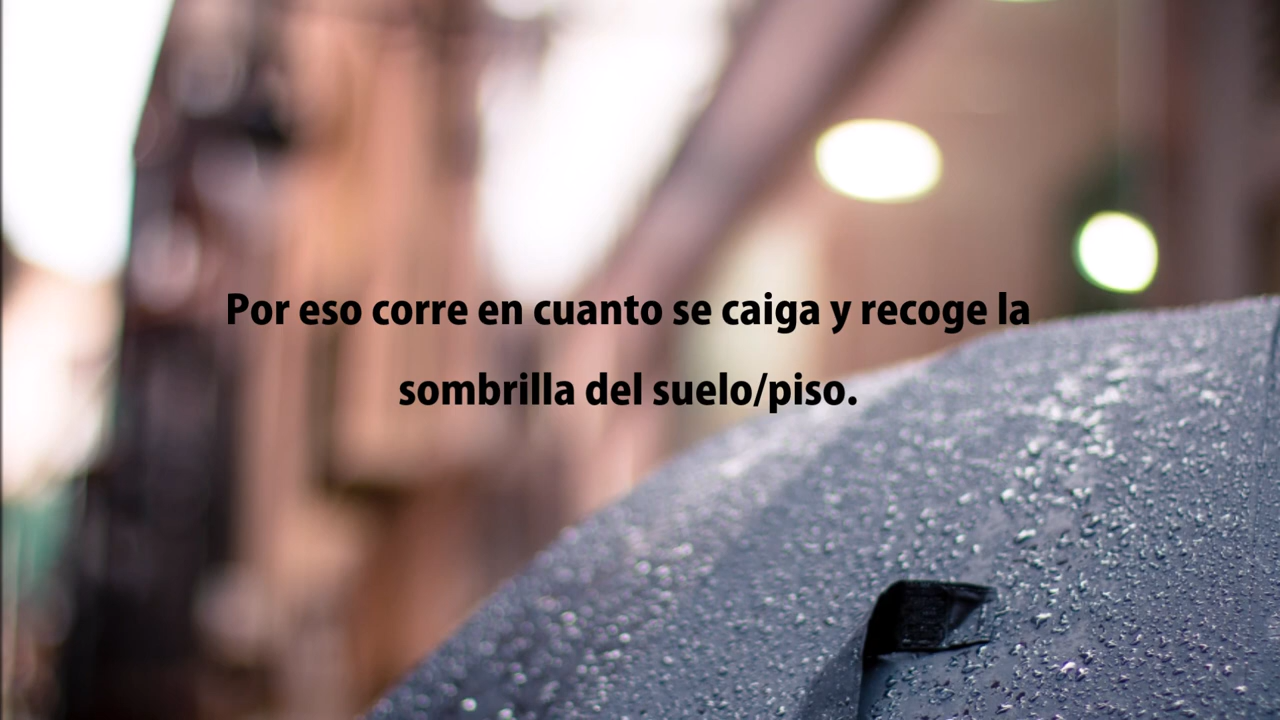 Por eso corre en cuanto se caiga y recoge la
sombrilla del suelo/piso.